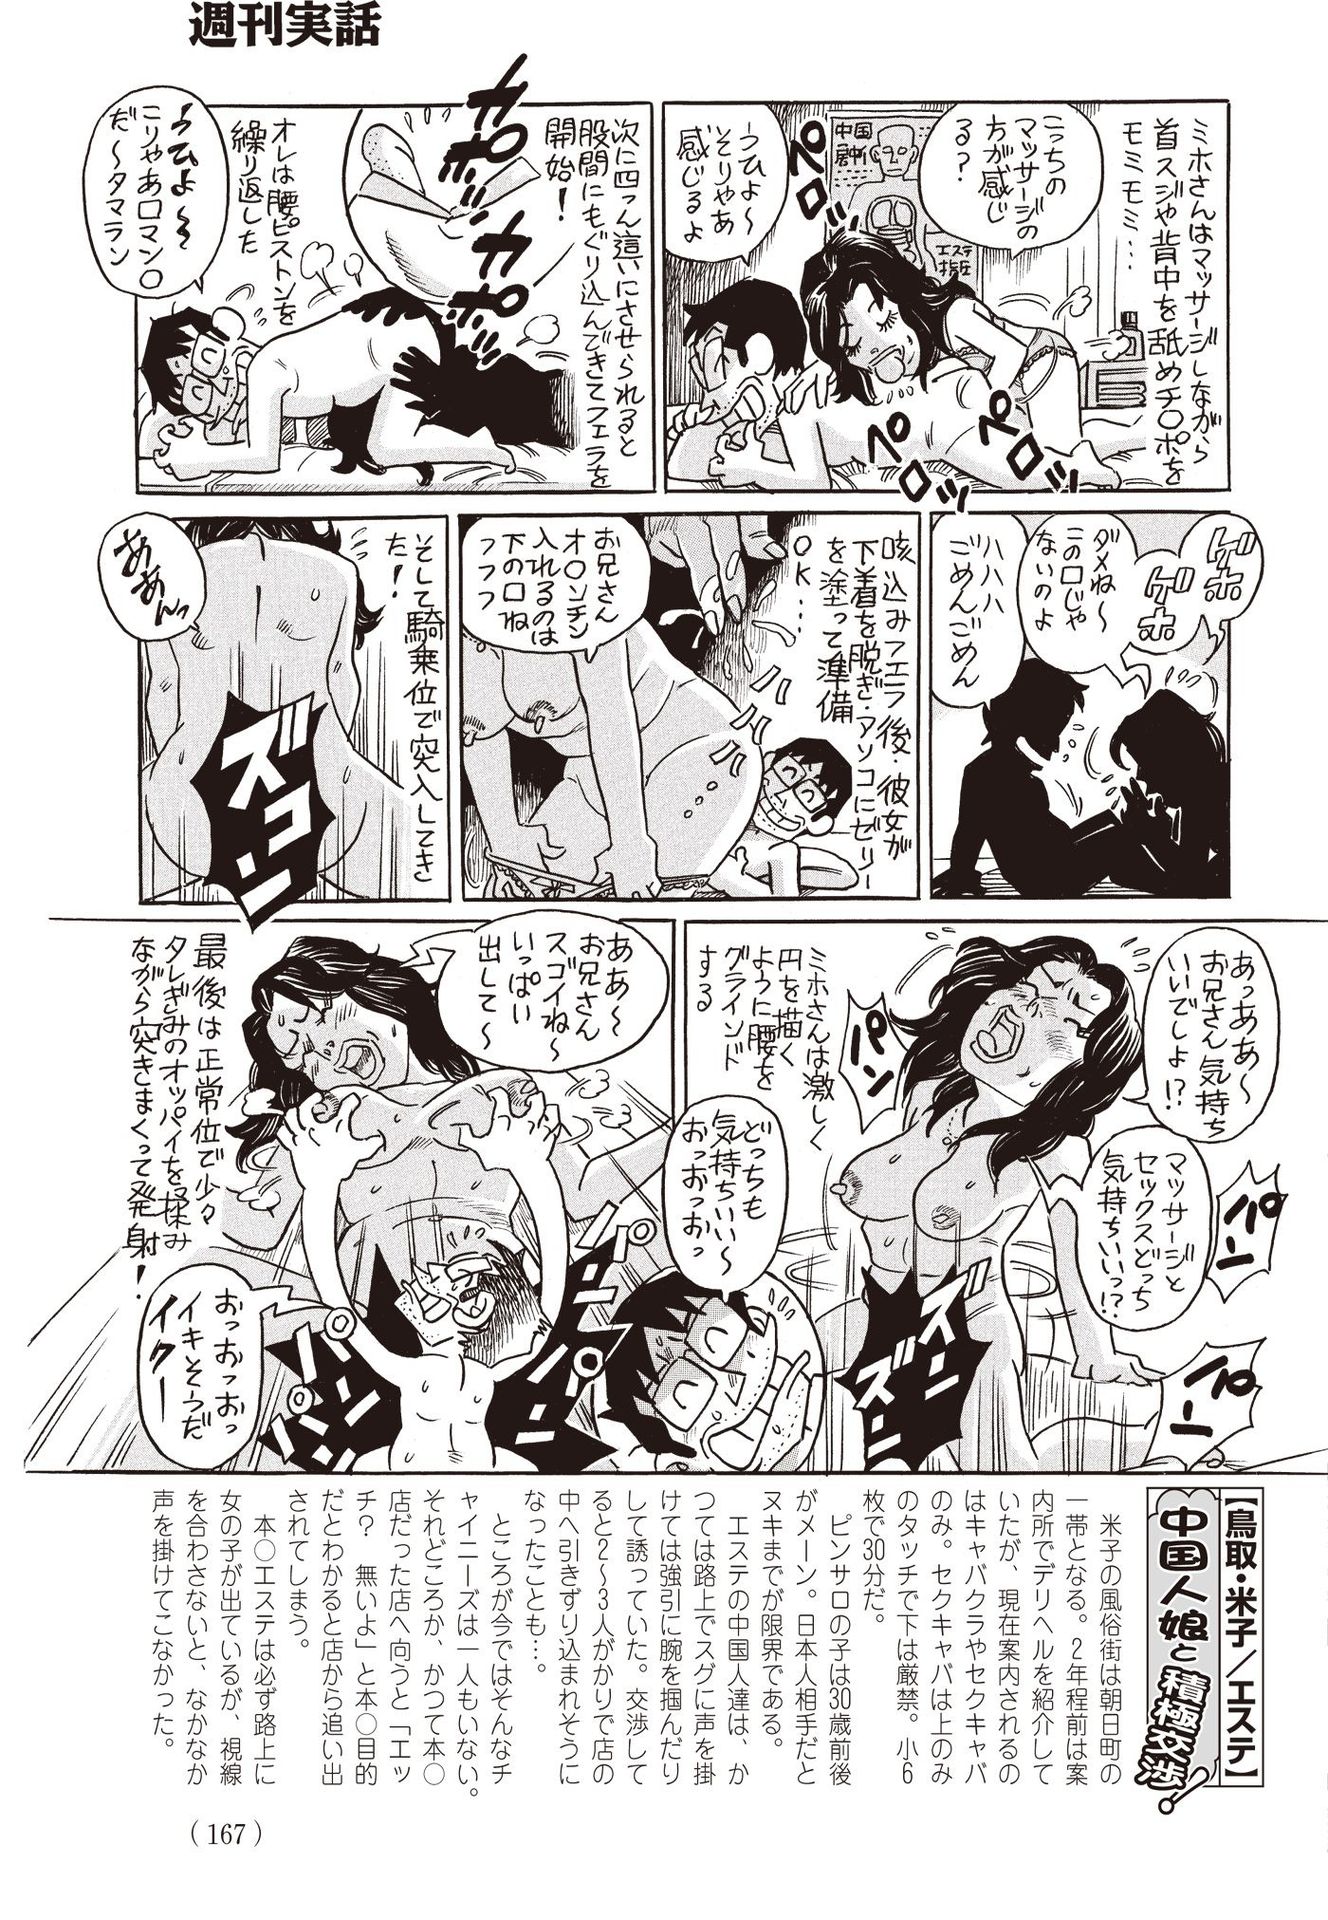 週刊実話
ミホさんはマッサージしながら
首スジや背中を舐めチ〇ポを
モミモミ…
こっちの
マッサージの
方が感じ
る？
中国
エステ
指圧
〜うひよ〜
そりゃあ
感じるよ
ペロペロ
ペロペロッ
ペロッ
次に四つん這いにさせられると
股間にもぐり込んできてフェラを
開始！
カポカポ
カポカポ
オレは腰ピストンを
繰り返した
〜うひよ〜〜
こりゃあロマン〇
だ〜タマラン
ゲホ
ゲホ
ダメね〜
この口じゃ
ないのよ
ハハハ
ごめんごめん
咳込みフェラ後・彼女が
下着を脱ぎ・アソコにゼリー
を塗って準備
OK…
お兄さん
オ〇ンチン
入れるのは
下の口ね
フフフ
そして騎乗位で突入してき
た！
ああんっ
ズコン
あっああ〜
お兄さん気持ち
いいでしょ!?
マッサージと
セックスどっち
気持ちいいっ!?
パン
パン
パン
ズン
ズコン
ミホさんは激しく
円を描く
ように腰を
グラインド
する
どっちも
気持ちいい〜
おっおっおっ
ああ〜
お兄さん
スゴイね〜
いっぱい
出して〜
最後は正常位で少々
タレぎみのオッパイを揉み
ながら突きまくって発射！
おっおっおっ
イキそうだ
イクー
パンパン
パンパン
【鳥取・米子／エステ】
中国人娘と積極交渉！
米子の風俗街は朝日町の
一帯となる。２年程前は案
内所でデリヘルを紹介して
いたが、現在案内されるの
はキャバクラやセクキャバ
のみ。セクキャバは上のみ
のタッチで下は厳禁。小６
枚で30分だ。
ピンサロの子は30歳前後
がメーン。日本人相手だと
ヌキまでが限界である。
エステの中国人達は、か
つては路上でスグに声を掛
けては強引に腕を掴んだり
して誘っていた。交渉して
ると２〜３人がかりで店の
中へ引きずり込まれそうに
なったことも…。
ところが今ではそんなチ
ャイニーズは一人もいない。
それどころか、かつて本〇
店だった店へ向うと「エッ
チ？　無いよ」と本〇目的
だとわかると店から追い出
されてしまう。
本〇エステは必ず路上に
女の子が出ているが、視線
を合わさないと、なかなか
声を掛けてこなかった。
（167）